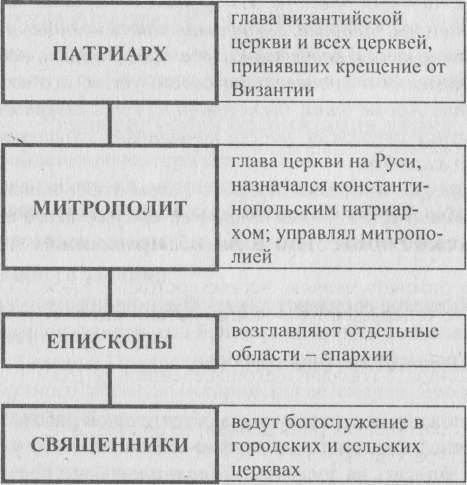 ПАТРИАРХ
глава византийской
церкви и всех церквей,
принявших крещение от
Византии
МИТРОПОЛИТ
глава церкви на Руси,
назначался константи-
нопольским патриар-
хом; управлял митропо-
лией
ЕПИСКОПЫ
возглавляют отдельные
области – епархии
СВЯЩЕННИКИ
ведут богослужение в
городских и сельских
церквах